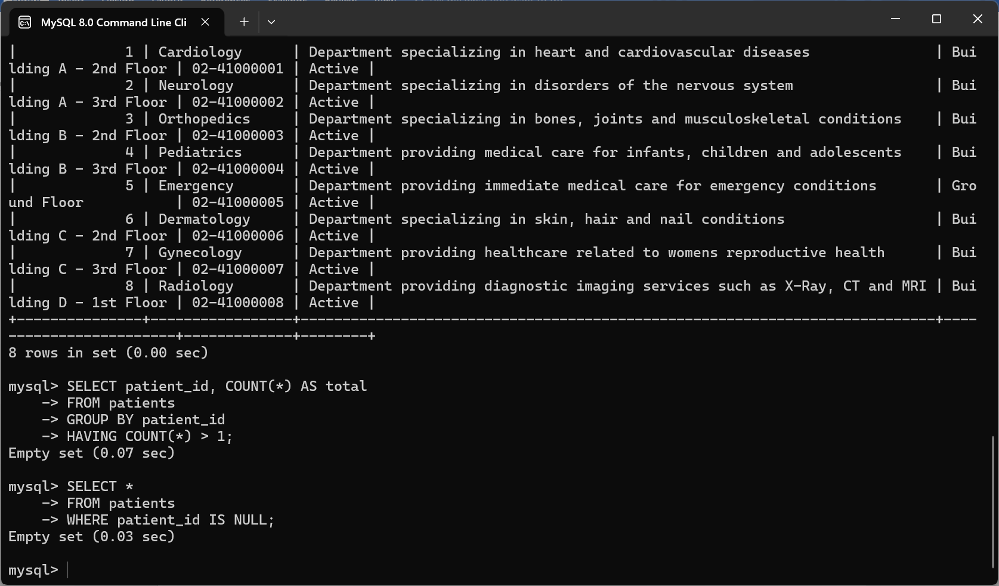 MySQL 8.0 Command Line Cli
|             1 | Cardiology      | Department specializing in heart and cardiovascular diseases               | Bui
lding A - 2nd Floor | 02-41000001 | Active |
|             2 | Neurology       | Department specializing in disorders of the nervous system                 | Bui
lding A - 3rd Floor | 02-41000002 | Active |
|             3 | Orthopedics     | Department specializing in bones, joints and musculoskeletal conditions    | Bui
lding B - 2nd Floor | 02-41000003 | Active |
|             4 | Pediatrics      | Department providing medical care for infants, children and adolescents    | Bui
lding B - 3rd Floor | 02-41000004 | Active |
|             5 | Emergency       | Department providing immediate medical care for emergency conditions       | Gro
und Floor           | 02-41000005 | Active |
|             6 | Dermatology     | Department specializing in skin, hair and nail conditions                  | Bui
lding C - 2nd Floor | 02-41000006 | Active |
|             7 | Gynecology      | Department providing healthcare related to womens reproductive health      | Bui
lding C - 3rd Floor | 02-41000007 | Active |
|             8 | Radiology       | Department providing diagnostic imaging services such as X-Ray, CT and MRI | Bui
lding D - 1st Floor | 02-41000008 | Active |
+---------------+-----------------+----------------------------------------------------------------------------+----
--------------------+-------------+--------+
8 rows in set (0.00 sec)
mysql> SELECT patient_id, COUNT(*) AS total
    -> FROM patients
    -> GROUP BY patient_id
    -> HAVING COUNT(*) > 1;
Empty set (0.07 sec)
mysql> SELECT *
    -> FROM patients
    -> WHERE patient_id IS NULL;
Empty set (0.03 sec)
mysql>